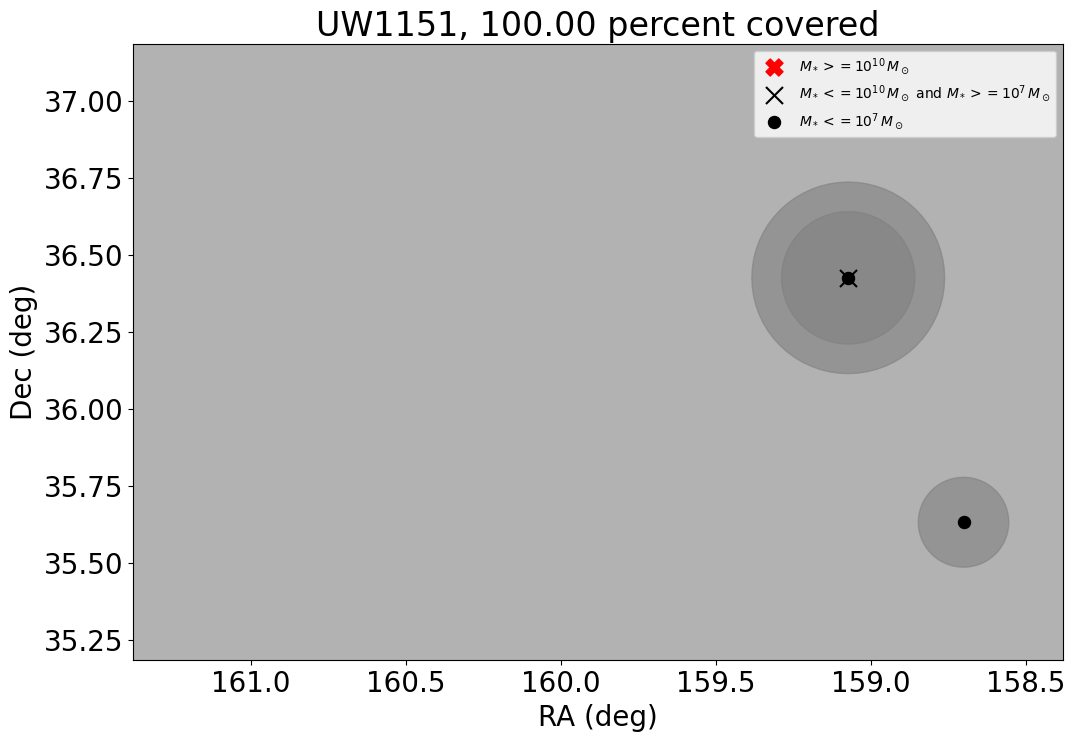 UW1151, 100.00 percent covered
M* >= 10^10 M⊙
M* <= 10^10 M⊙ and M* >= 10^7 M⊙
M* <= 10^7 M⊙
37.00
36.75
36.50
36.25
36.00
35.75
35.50
35.25
Dec (deg)
161.0 160.5 160.0 159.5 159.0 158.5
RA (deg)